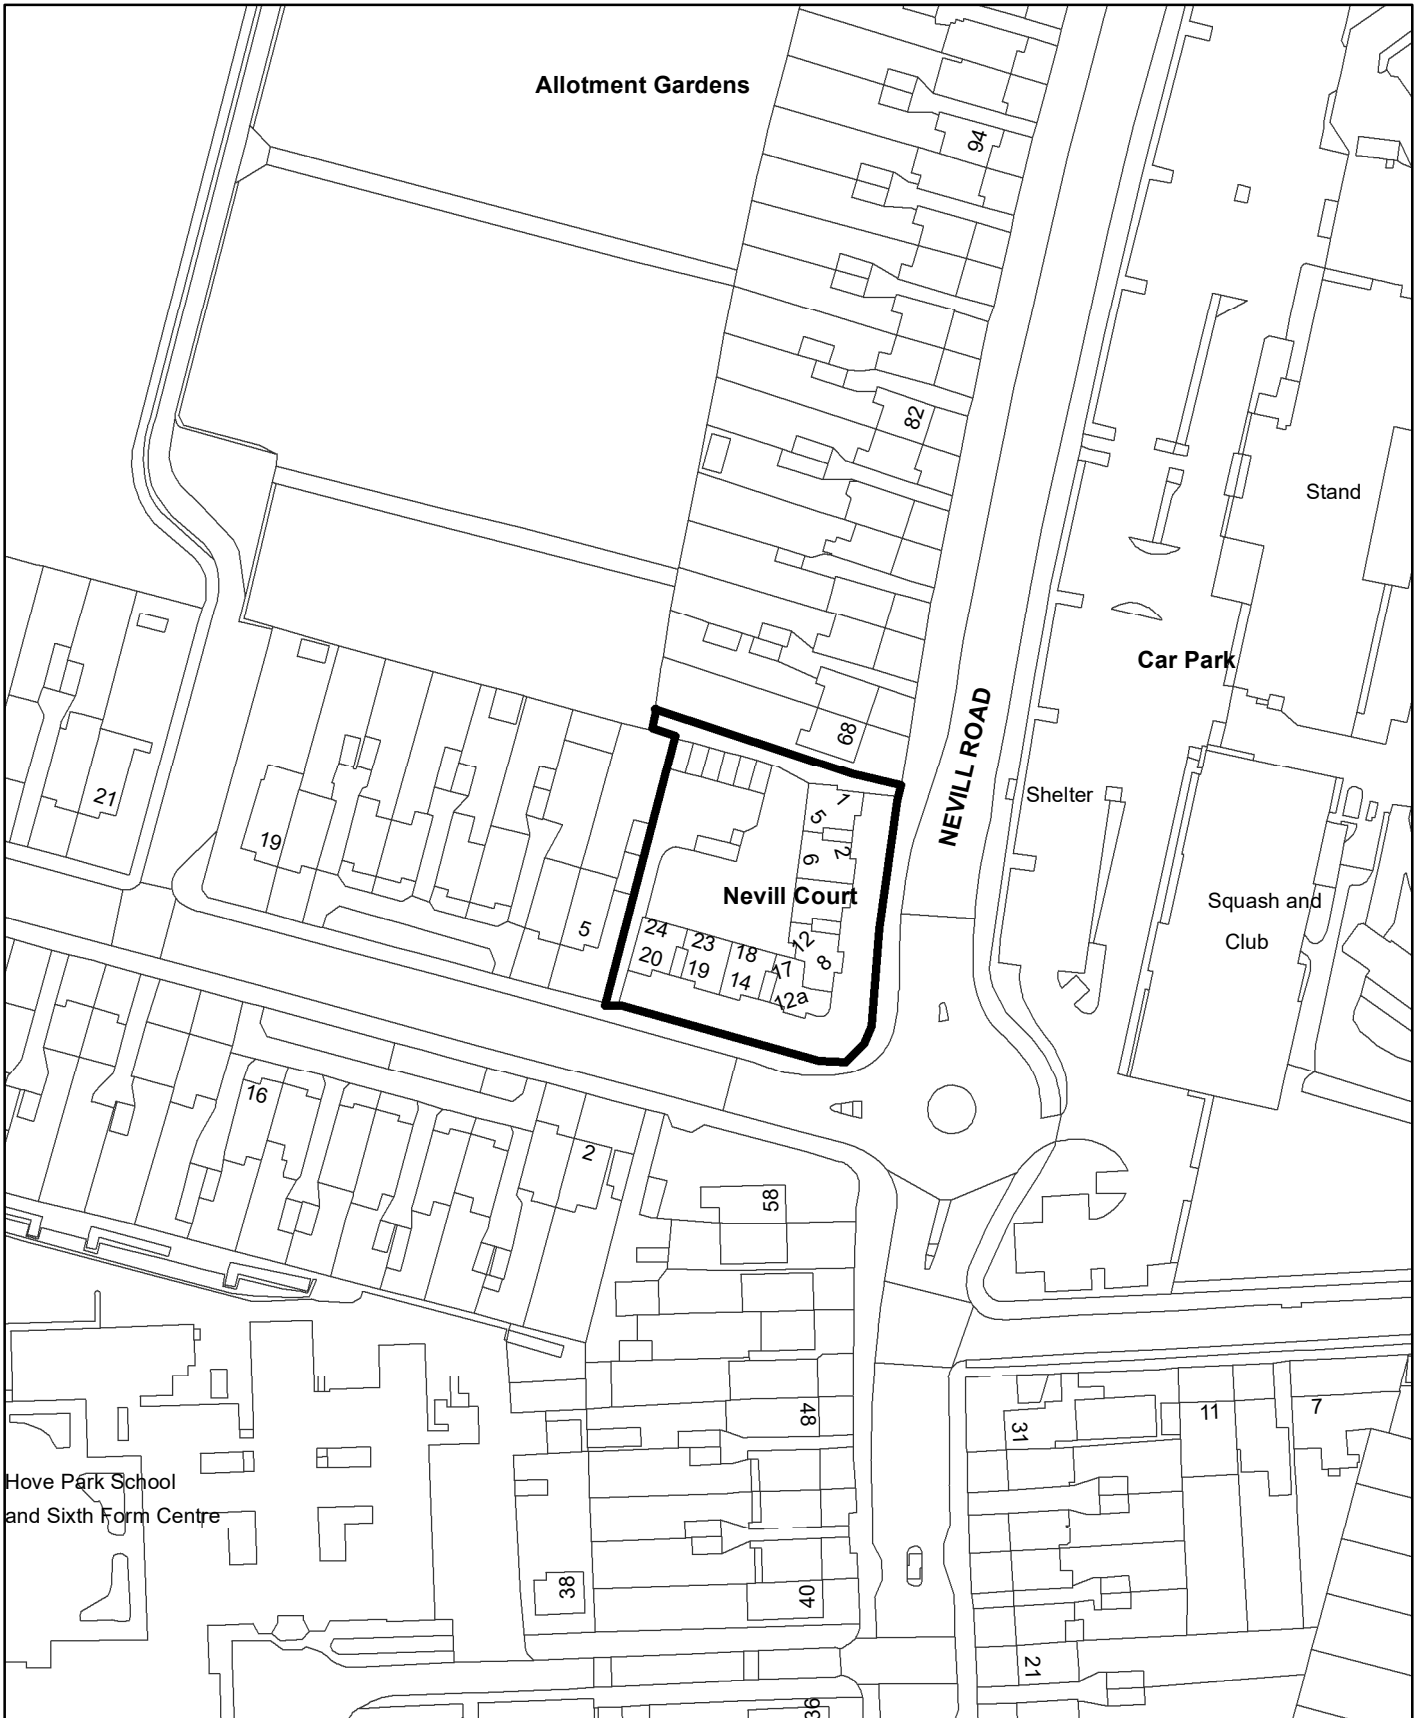 Allotment Gardens
94
82
Stand
Car Park
NEVILL ROAD
68
Shelter
21
19
1
5
2
6
Nevill Court
Squash and
Club
5
24
23
18
12
20
19
14
17
8
12a
16
2
58
48
31
11
7
Hove Park School
and Sixth Form Centre
38
40
21
36